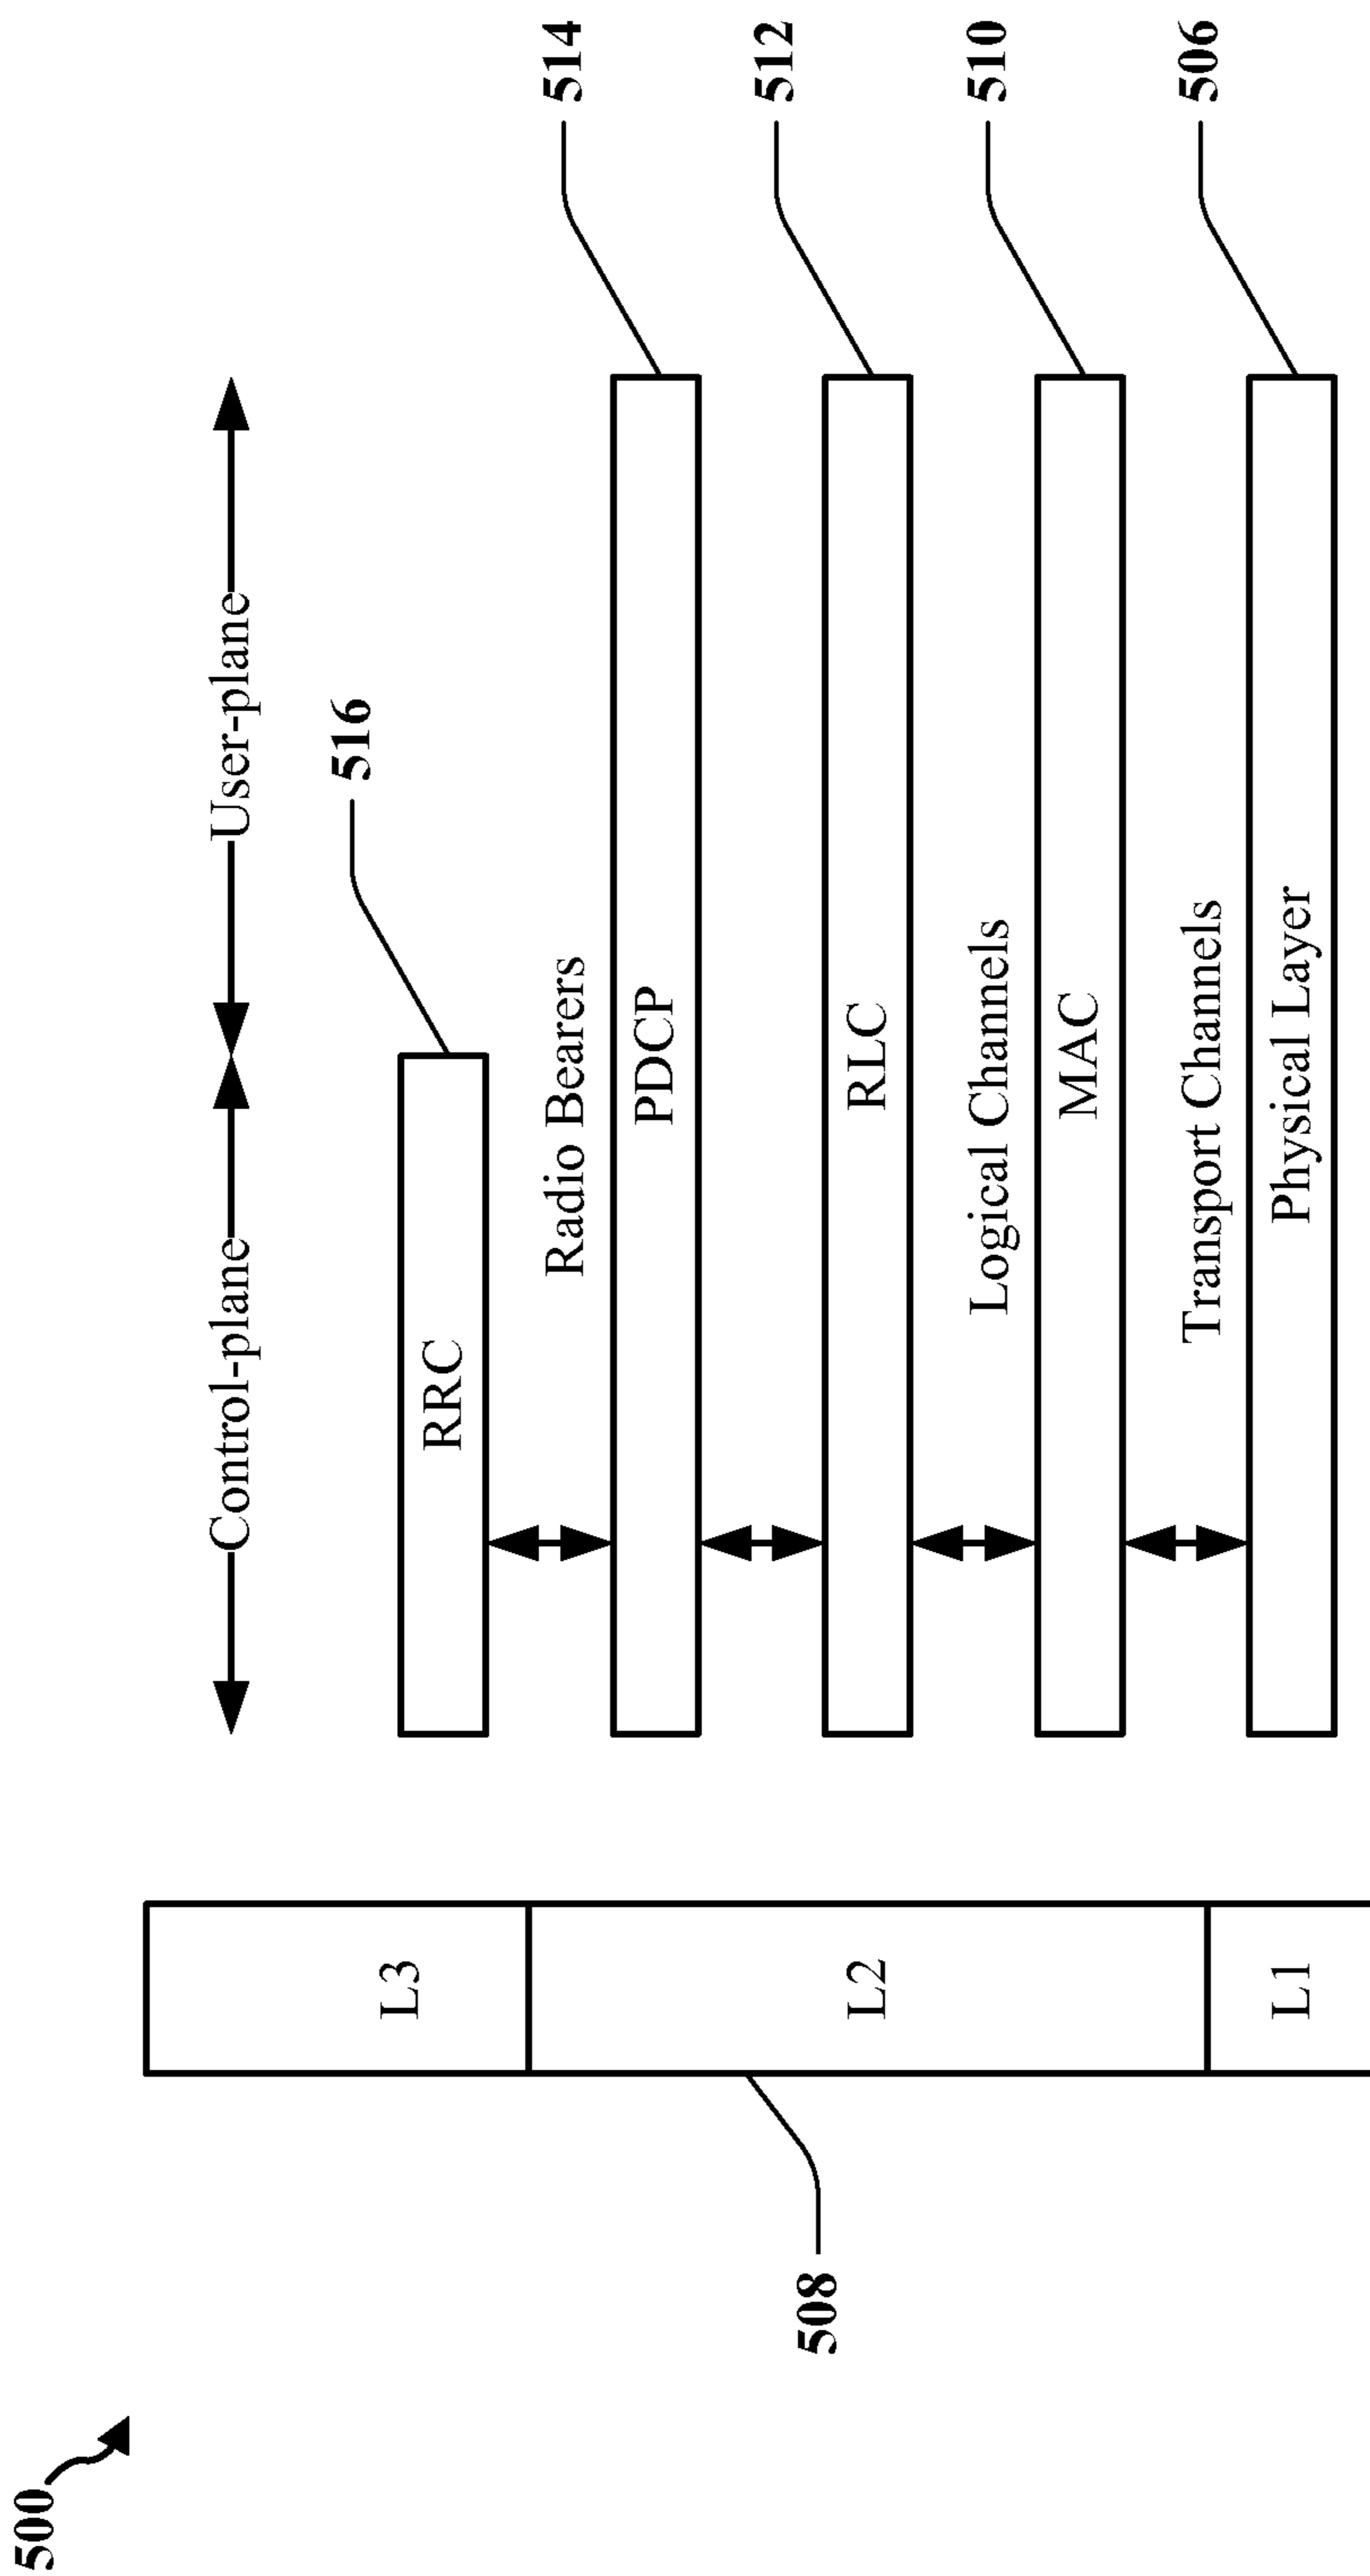 500
Control-plane
User-plane
516
L3
RRC
Radio Bearers
514
PDCP
508
512
L2
RLC
Logical Channels
510
MAC
Transport Channels
506
L1
Physical Layer